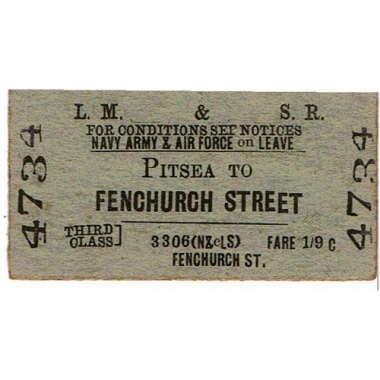 L. M. & S. R.
FOR CONDITIONS SEE NOTICES
NAVY ARMY & AIR FORCE on LEAVE
PITSEA TO
FENCHURCH STREET
THIRD CLASS] 3306(N&cLS) FARE 1/9 C
FENCHURCH ST.
4734
4734